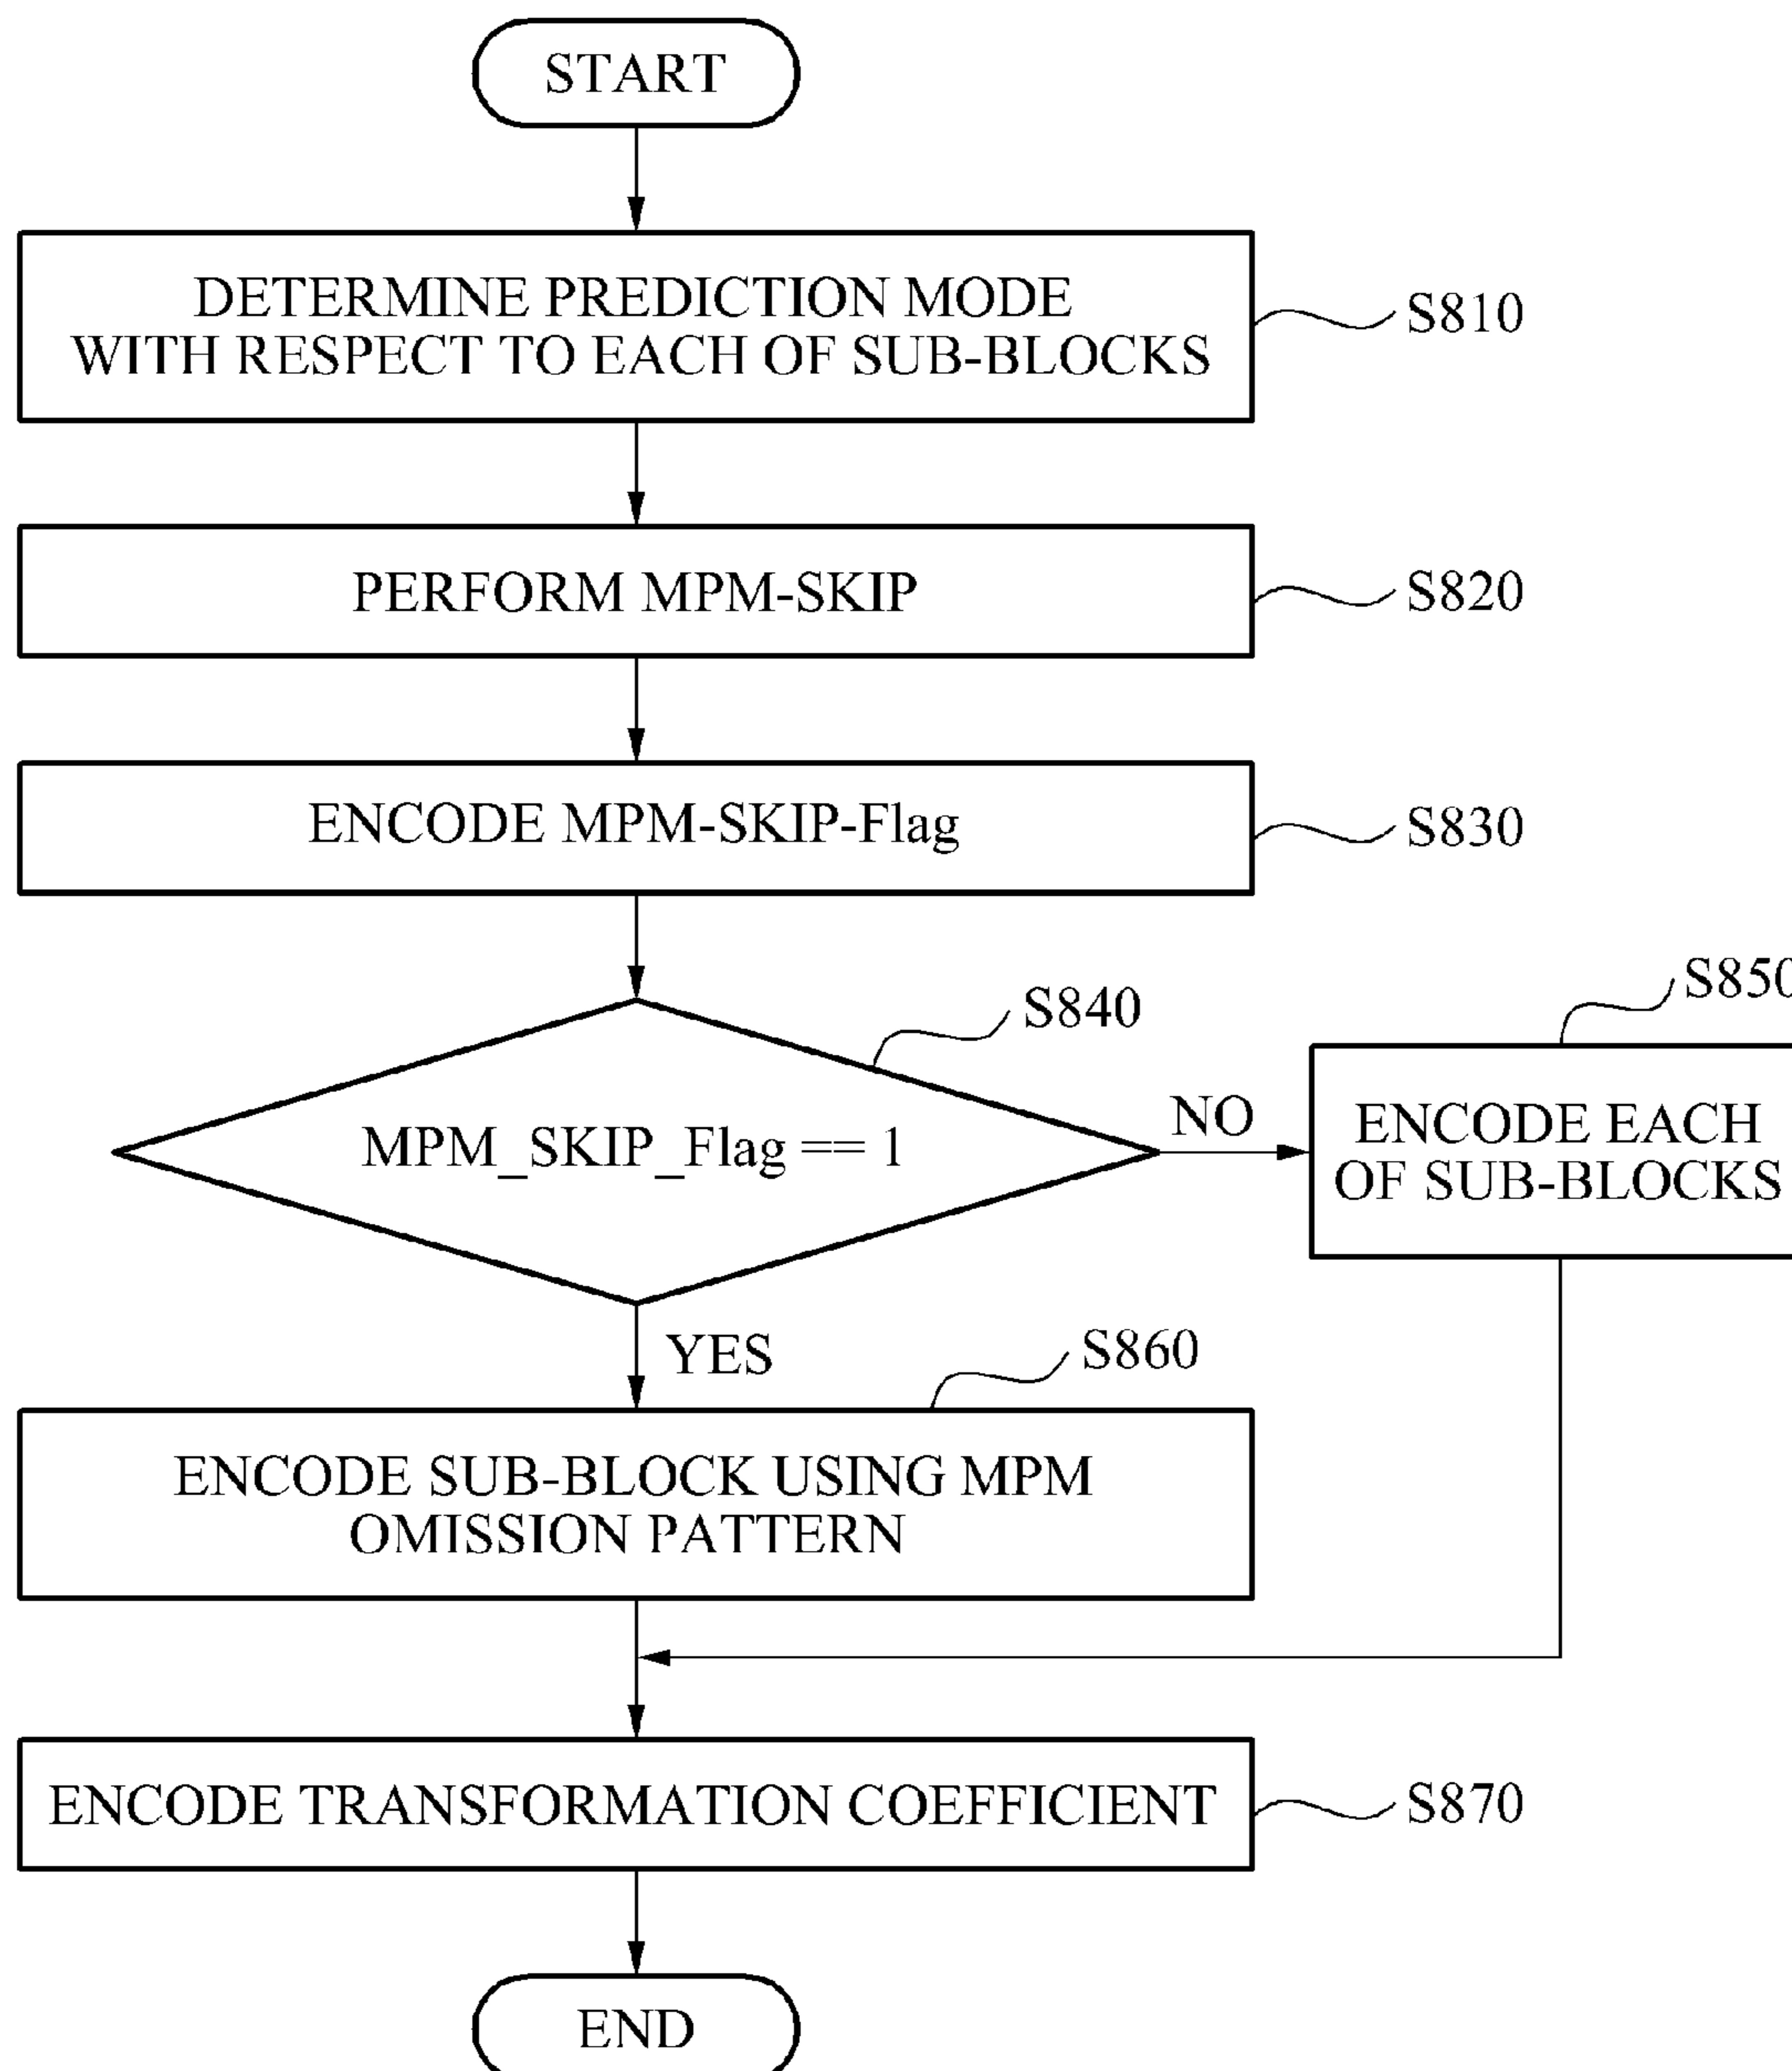 START
DETERMINE PREDICTION MODE
WITH RESPECT TO EACH OF SUB-BLOCKS
S810
PERFORM MPM-SKIP
S820
ENCODE MPM-SKIP-Flag
S830
S840
MPM_SKIP_Flag == 1
NO
S850
ENCODE EACH
OF SUB-BLOCKS
YES
S860
ENCODE SUB-BLOCK USING MPM
OMISSION PATTERN
ENCODE TRANSFORMATION COEFFICIENT
S870
END